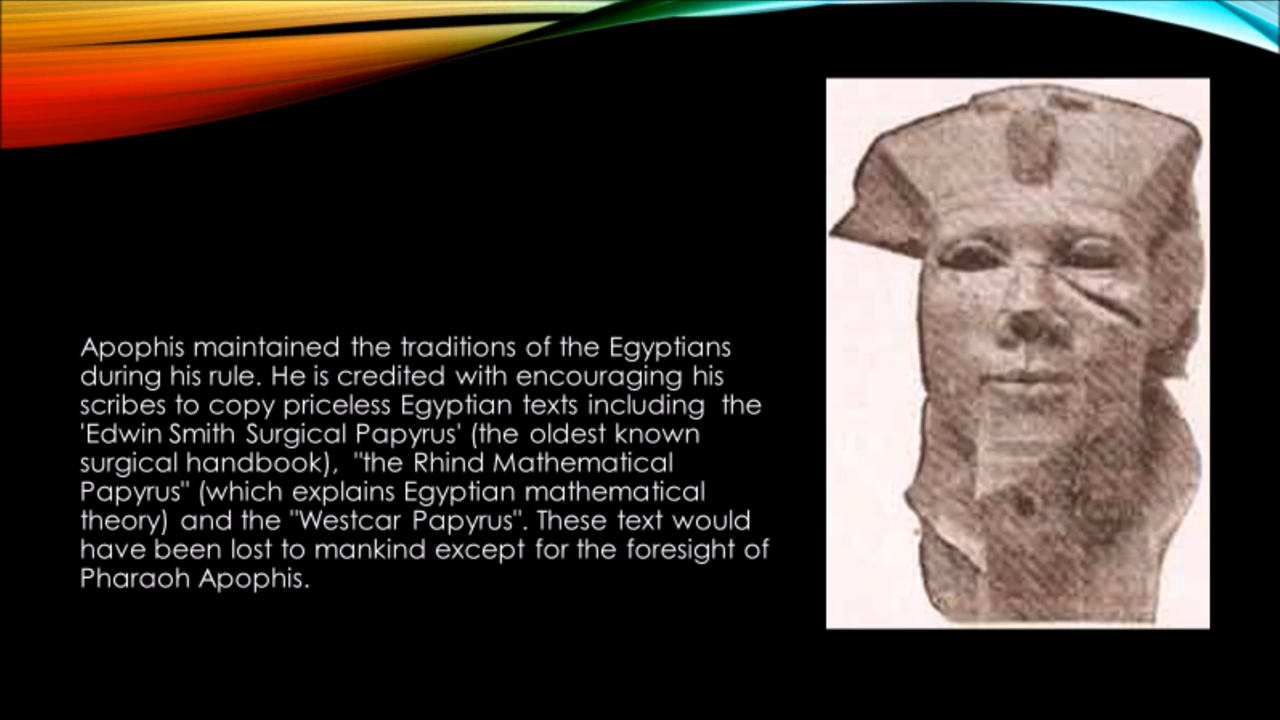 Apophis maintained the traditions of the Egyptians
during his rule. He is credited with encouraging his
scribes to copy priceless Egyptian texts including  the
'Edwin Smith Surgical Papyrus' (the oldest known
surgical handbook),  "the Rhind Mathematical
Papyrus" (which explains Egyptian mathematical
theory) and the "Westcar Papyrus". These text would
have been lost to mankind except for the foresight of
Pharaoh Apophis.